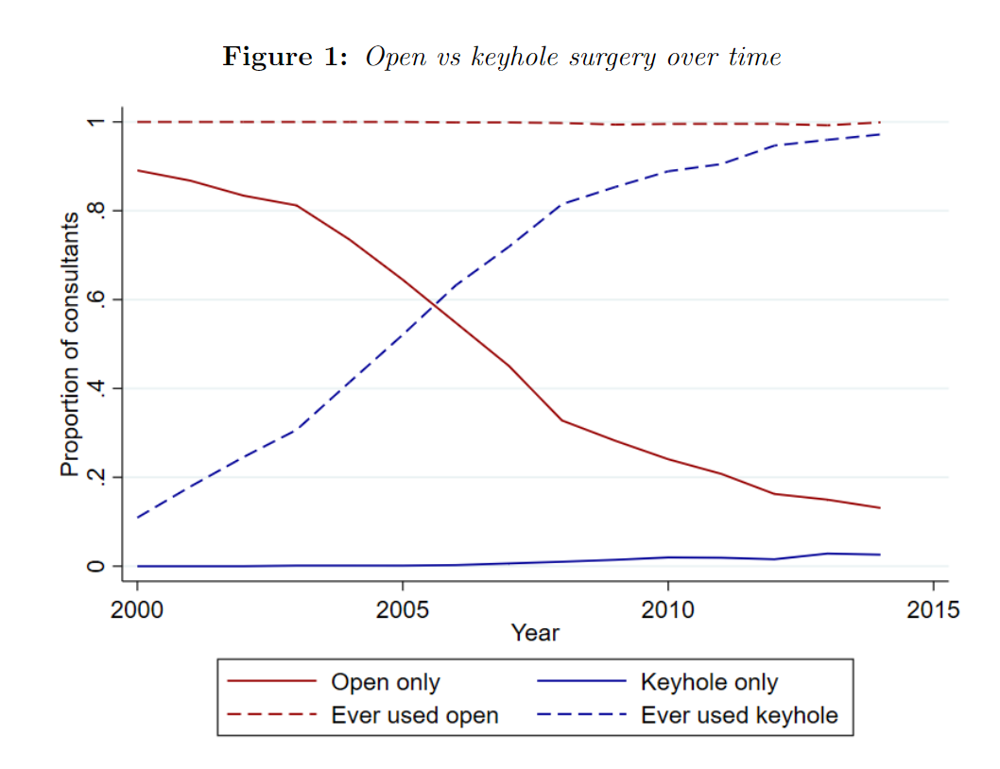 Figure 1: Open vs keyhole surgery over time
Proportion of consultants
1
.8
.6
.4
.2
0
2000 2005 2010 2015
Year
Open only Keyhole only
Ever used open Ever used keyhole